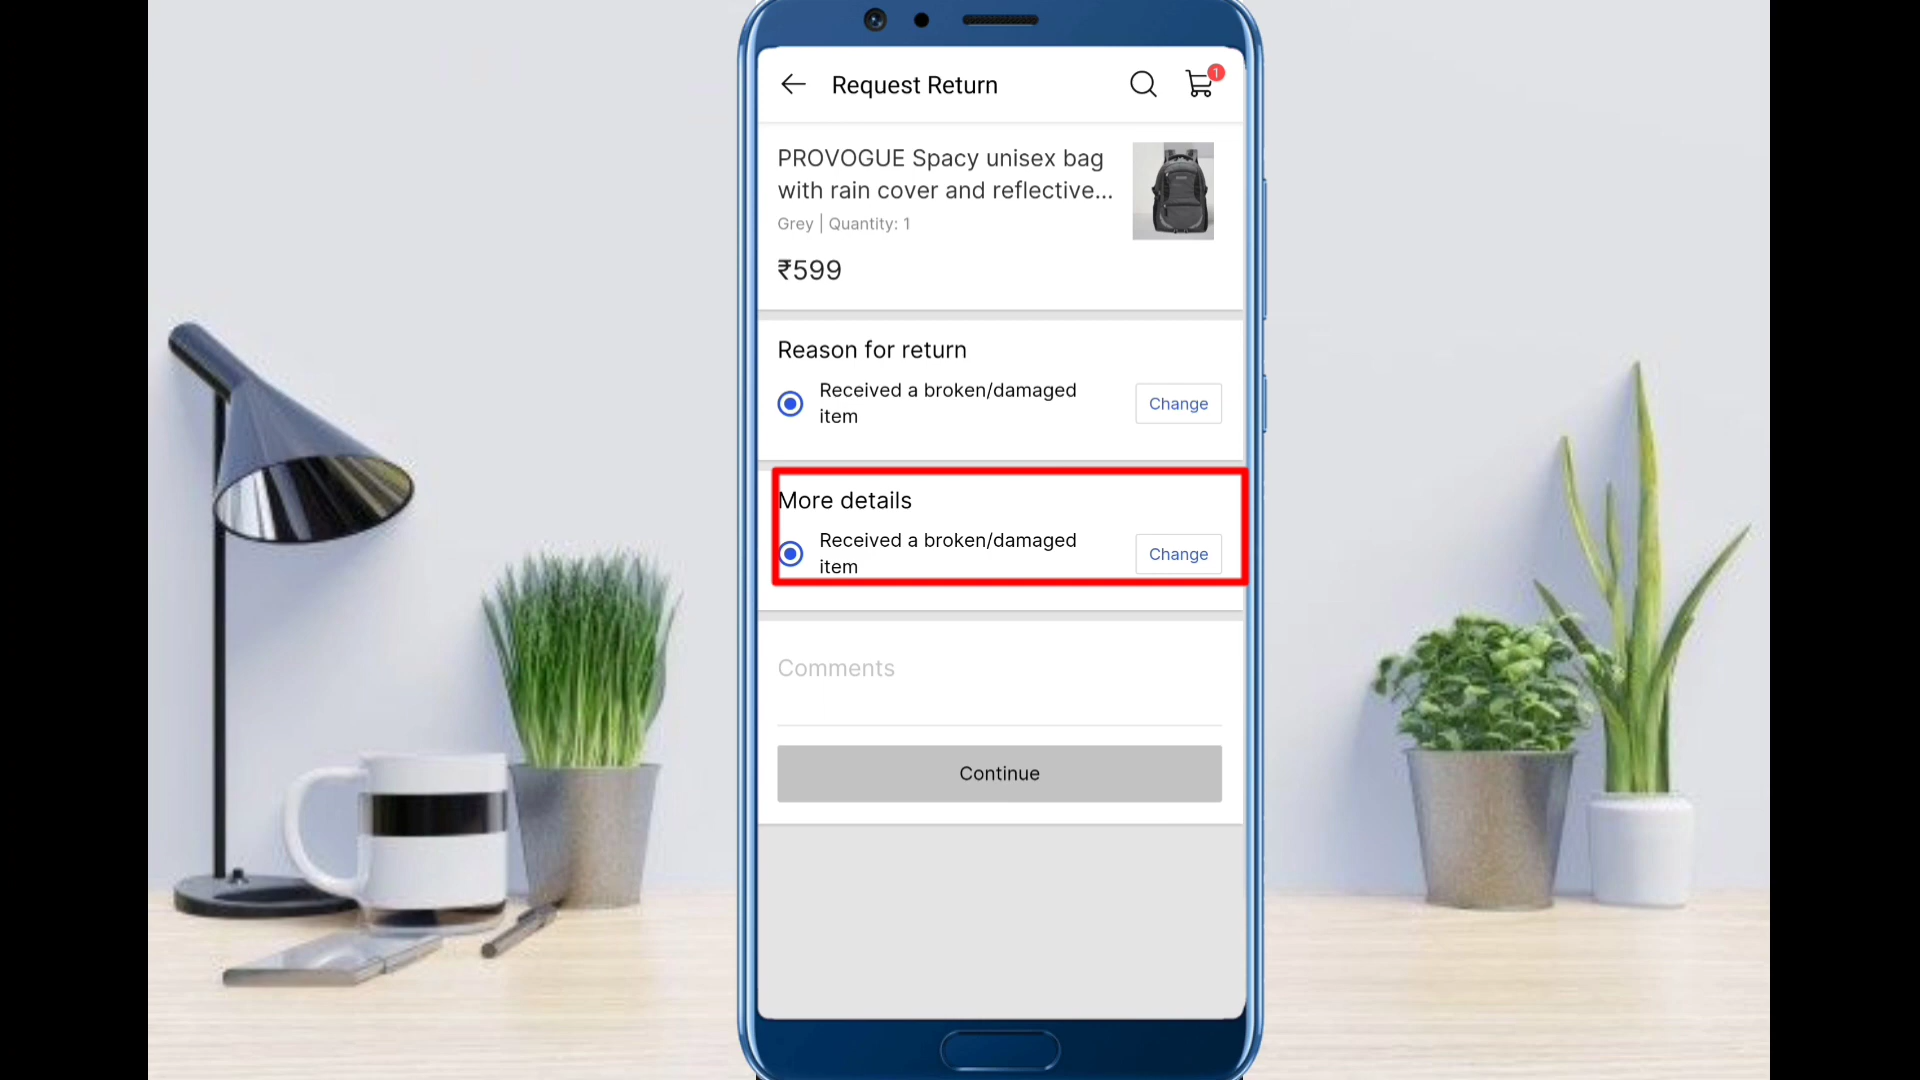 Request Return
1
PROVOGUE Spacy unisex bag
with rain cover and reflective...
Grey | Quantity: 1
₹599
Reason for return
Received a broken/damaged
item
Change
More details
Received a broken/damaged
item
Change
Comments
Continue